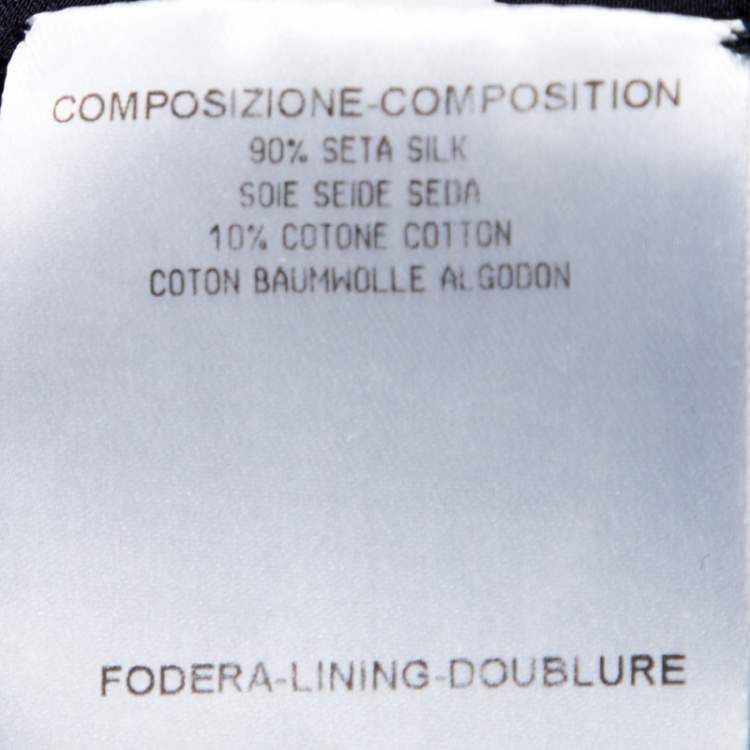 COMPOSIZIONE-COMPOSITION
90% SETA SILK
SOIE SEIDE SEDA
10% COTONE COTTON
COTON BAUMWOLLE ALGODON
FODERA-LINING-DOUBLURE